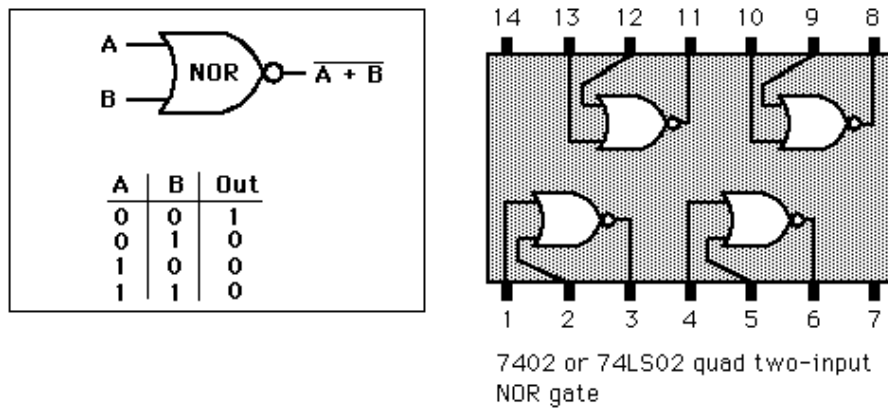 A
NOR
A + B
B
A B Out
0 0 1
0 1 0
1 0 0
1 1 0
14 13 12 11 10 9 8
1 2 3 4 5 6 7
7402 or 74LS02 quad two-input
NOR gate